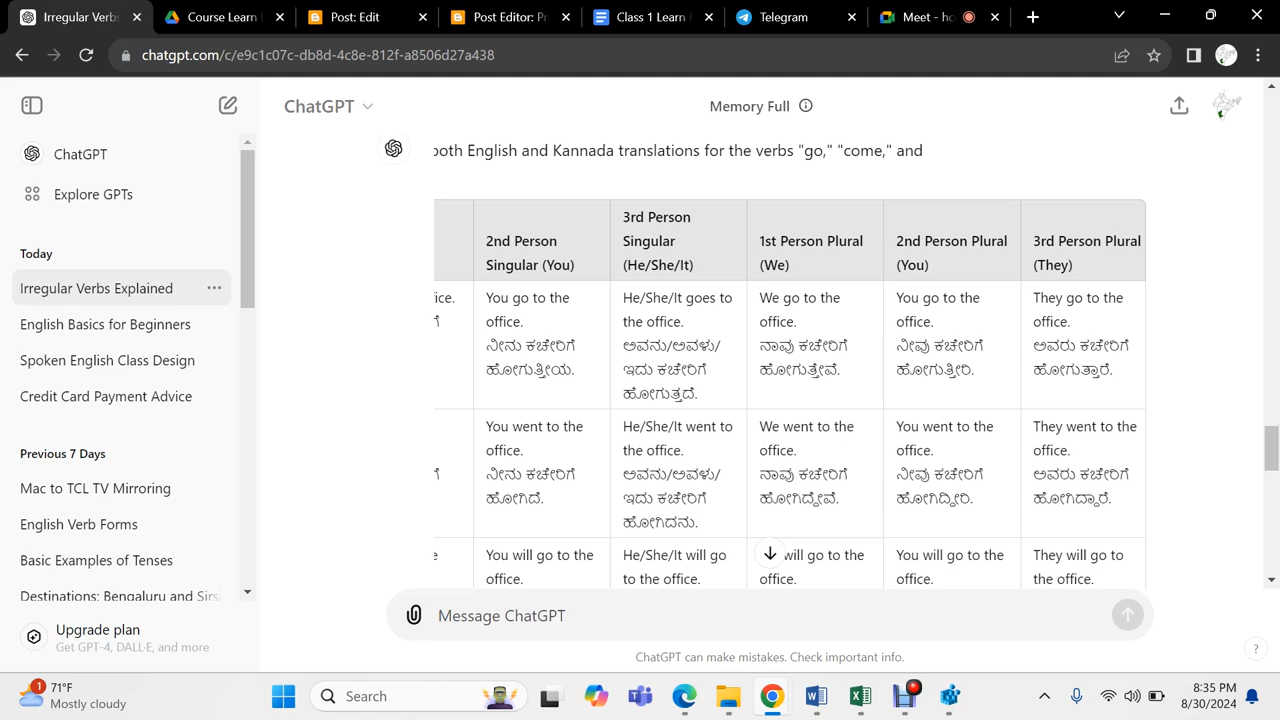 Irregular Verbs
Course Learn
Post: Edit
Post Editor: Pr
Class 1 Learn
Telegram
Meet - ho
chatgpt.com/c/e9c1c07c-db8d-4c8e-812f-a8506d27a438
ChatGPT
Memory Full
ChatGPT
Explore GPTs
Today
Irregular Verbs Explained
English Basics for Beginners
Spoken English Class Design
Credit Card Payment Advice
Previous 7 Days
Mac to TCL TV Mirroring
English Verb Forms
Basic Examples of Tenses
Destinations: Bengaluru and Sirsi
Upgrade plan
Get GPT-4, DALL·E, and more
both English and Kannada translations for the verbs "go," "come," and
2nd Person
Singular (You)
3rd Person
Singular
(He/She/It)
1st Person Plural
(We)
2nd Person Plural
(You)
3rd Person Plural
(They)
ice.
You go to the
office.
ನೀನು ಕಚೇರಿಗೆ
ಹೋಗುತ್ತೀಯ.
He/She/It goes to
the office.
ಅವನು/ಅವಳು/
ಇದು ಕಚೇರಿಗೆ
ಹೋಗುತ್ತದೆ.
We go to the
office.
ನಾವು ಕಚೇರಿಗೆ
ಹೋಗುತ್ತೇವೆ.
You go to the
office.
ನೀವು ಕಚೇರಿಗೆ
ಹೋಗುತ್ತೀರಿ.
They go to the
office.
ಅವರು ಕಚೇರಿಗೆ
ಹೋಗುತ್ತಾರೆ.
You went to the
office.
ನೀನು ಕಚೇರಿಗೆ
ಹೋಗಿದೆ.
He/She/It went to
the office.
ಅವನು/ಅವಳು/
ಇದು ಕಚೇರಿಗೆ
ಹೋಗಿದನು.
We went to the
office.
ನಾವು ಕಚೇರಿಗೆ
ಹೋಗಿದ್ದೇವೆ.
You went to the
office.
ನೀವು ಕಚೇರಿಗೆ
ಹೋಗಿದ್ದೀರಿ.
They went to the
office.
ಅವರು ಕಚೇರಿಗೆ
ಹೋಗಿದ್ದಾರೆ.
e
You will go to the
office.
He/She/It will go
to the office.
will go to the
office.
You will go to the
office.
They will go to
the office.
Message ChatGPT
ChatGPT can make mistakes. Check important info.
?
1
71°F
Mostly cloudy
Search
8:35 PM
8/30/2024